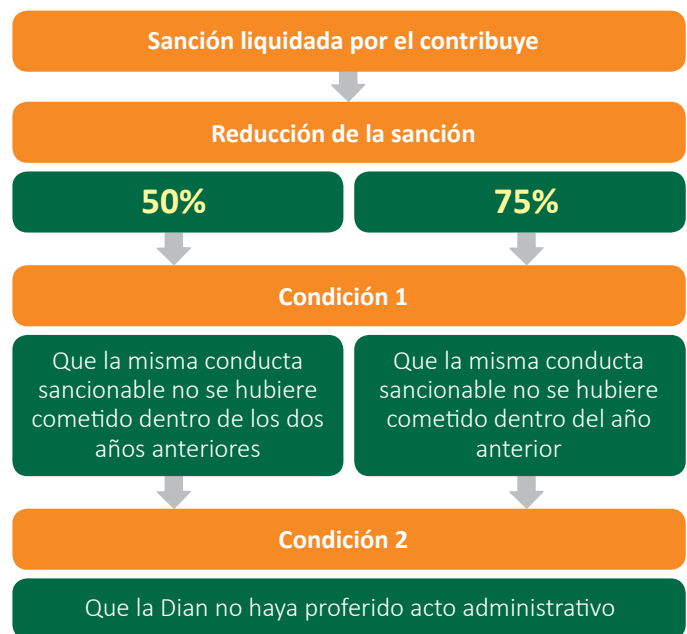 Sanción liquidada por el contribuye
Reducción de la sanción
50%
75%
Condición 1
Que la misma conducta
sancionable no se hubiere
cometido dentro de los dos
años anteriores
Que la misma conducta
sancionable no se hubiere
cometido dentro del año
anterior
Condición 2
Que la Dian no haya proferido acto administrativo